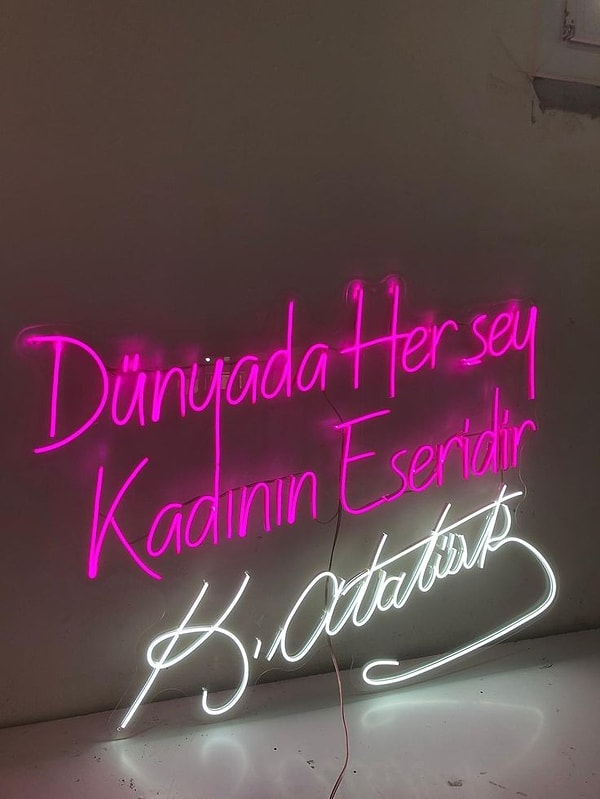 Dünyada Her sey
Kadının Eseridir
K. Atatürk